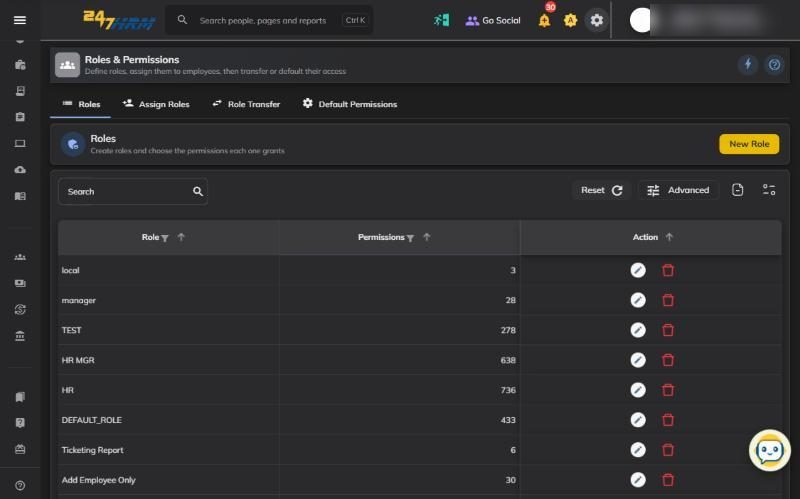 247HRM
Search people, pages and reports
Ctrl K
Go Social
30
A
Roles & Permissions
Define roles, assign them to employees, then transfer or default their access
Roles
Assign Roles
Role Transfer
Default Permissions
Roles
Create roles and choose the permissions each one grants
New Role
Search
Reset
Advanced
Role Permissions Action
local 3
manager 28
TEST 278
HR MGR 638
HR 736
DEFAULT_ROLE 433
Ticketing Report 6
Add Employee Only 30